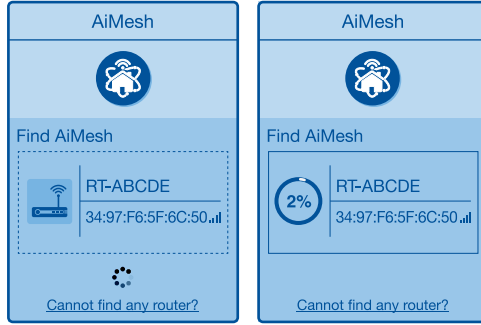 AiMesh
Find AiMesh
RT-ABCDE
34:97:F6:5F:6C:50
Cannot find any router?
AiMesh
Find AiMesh
2%
RT-ABCDE
34:97:F6:5F:6C:50
Cannot find any router?